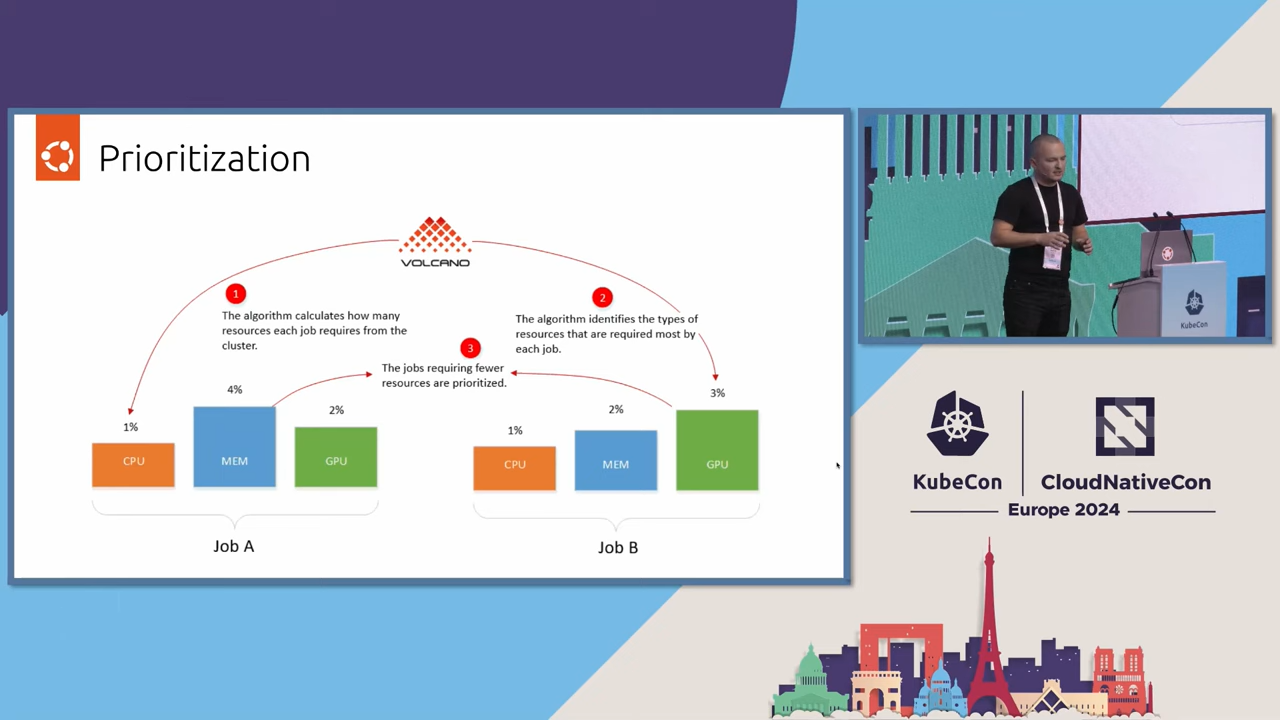 Prioritization
VOLCANO
1
The algorithm calculates how many
resources each job requires from the
cluster.
2
The algorithm identifies the types of
resources that are required most by
each job.
3
The jobs requiring fewer
resources are prioritized.
1%
4%
2%
CPU
MEM
GPU
Job A
1%
2%
3%
CPU
MEM
GPU
Job B
KubeCon
KubeCon
CloudNativeCon
Europe 2024